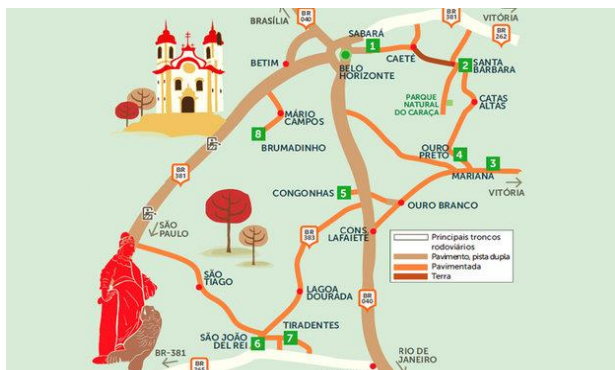 BRASÍLIA
BR
040
BR
381
VITÓRIA
BR
262
SABARÁ
1
CAETÉ
BETIM
BELO
HORIZONTE
2
SANTA
BÁRBARA
PARQUE
NATURAL
DO CARAÇA
CATAS
ALTAS
MÁRIO
CAMPOS
8
BRUMADINHO
OURO
PRETO
4
3
MARIANA
VITÓRIA
BR
381
CONGONHAS
5
OURO BRANCO
SÃO
PAULO
BR
383
CONS.
LAFAIETE
Principais troncos
rodoviários
Pavimento, pista dupla
Pavimentada
Terra
SÃO
TIAGO
LAGOA
DOURADA
BR
040
TIRADENTES
SÃO JOÃO
DEL REI
6
7
BR-381
BR
265
RIO DE
JANEIRO